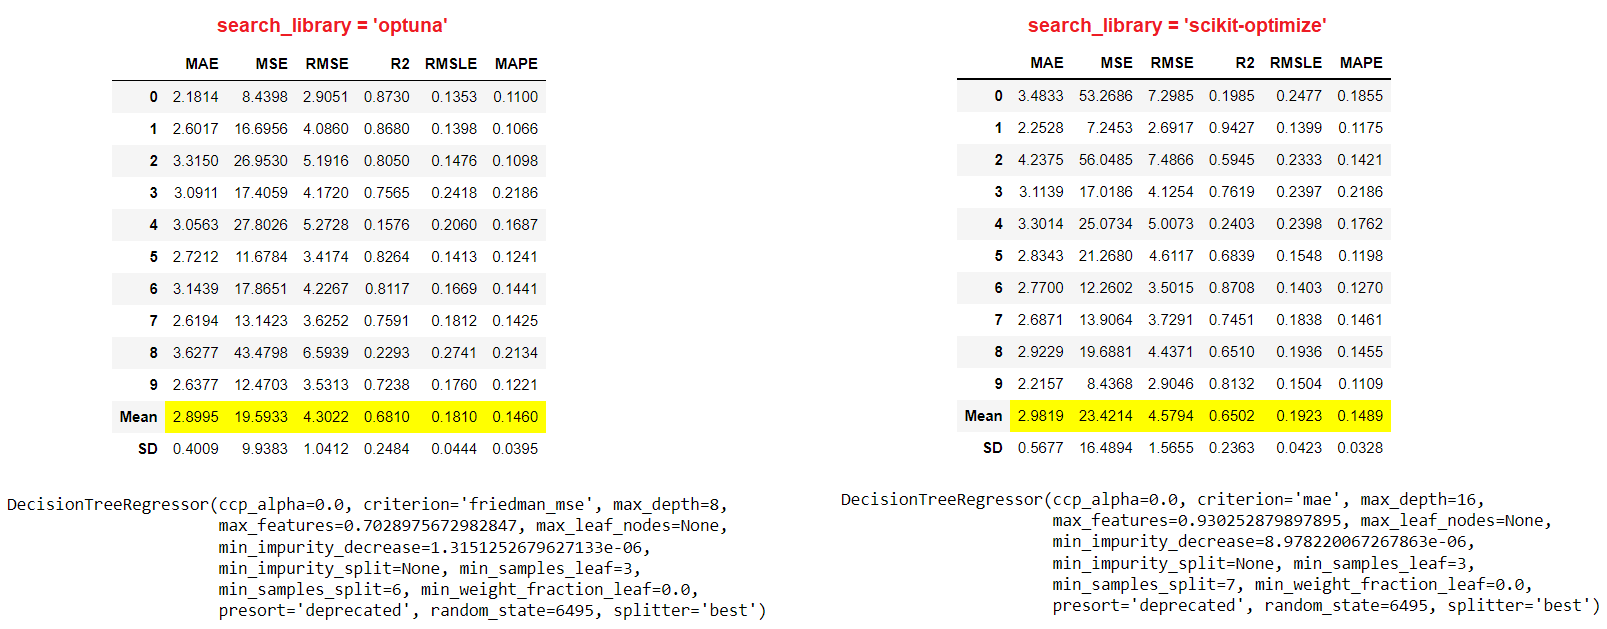 search_library = 'optuna'
MAE MSE RMSE R2 RMSLE MAPE
0 2.1814 8.4398 2.9051 0.8730 0.1353 0.1100
1 2.6017 16.6956 4.0860 0.8680 0.1398 0.1066
2 3.3150 26.9530 5.1916 0.8050 0.1476 0.1098
3 3.0911 17.4059 4.1720 0.7565 0.2418 0.2186
4 3.0563 27.8026 5.2728 0.1576 0.2060 0.1687
5 2.7212 11.6784 3.4174 0.8264 0.1413 0.1241
6 3.1439 17.8651 4.2267 0.8117 0.1669 0.1441
7 2.6194 13.1423 3.6252 0.7591 0.1812 0.1425
8 3.6277 43.4798 6.5939 0.2293 0.2741 0.2134
9 2.6377 12.4703 3.5313 0.7238 0.1760 0.1221
Mean 2.8995 19.5933 4.3022 0.6810 0.1810 0.1460
SD 0.4009 9.9383 1.0412 0.2484 0.0444 0.0395
DecisionTreeRegressor(ccp_alpha=0.0, criterion='friedman_mse', max_depth=8,
max_features=0.7028975672982847, max_leaf_nodes=None,
min_impurity_decrease=1.3151252679627133e-06,
min_impurity_split=None, min_samples_leaf=3,
min_samples_split=6, min_weight_fraction_leaf=0.0,
presort='deprecated', random_state=6495, splitter='best')
search_library = 'scikit-optimize'
MAE MSE RMSE R2 RMSLE MAPE
0 3.4833 53.2686 7.2985 0.1985 0.2477 0.1855
1 2.2528 7.2453 2.6917 0.9427 0.1399 0.1175
2 4.2375 56.0485 7.4866 0.5945 0.2333 0.1421
3 3.1139 17.0186 4.1254 0.7619 0.2397 0.2186
4 3.3014 25.0734 5.0073 0.2403 0.2398 0.1762
5 2.8343 21.2680 4.6117 0.6839 0.1548 0.1198
6 2.7700 12.2602 3.5015 0.8708 0.1403 0.1270
7 2.6871 13.9064 3.7291 0.7451 0.1838 0.1461
8 2.9229 19.6881 4.4371 0.6510 0.1936 0.1455
9 2.2157 8.4368 2.9046 0.8132 0.1504 0.1109
Mean 2.9819 23.4214 4.5794 0.6502 0.1923 0.1489
SD 0.5677 16.4894 1.5655 0.2363 0.0423 0.0328
DecisionTreeRegressor(ccp_alpha=0.0, criterion='mae', max_depth=16,
max_features=0.930252879897895, max_leaf_nodes=None,
min_impurity_decrease=8.978220067267863e-06,
min_impurity_split=None, min_samples_leaf=3,
min_samples_split=7, min_weight_fraction_leaf=0.0,
presort='deprecated', random_state=6495, splitter='best')